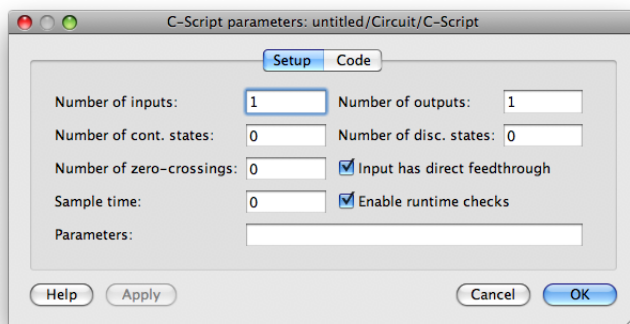 C-Script parameters: untitled/Circuit/C-Script
Setup Code
Number of inputs: 1 Number of outputs: 1
Number of cont. states: 0 Number of disc. states: 0
Number of zero-crossings: 0 Input has direct feedthrough
Sample time: 0 Enable runtime checks
Parameters:
Help Apply Cancel OK